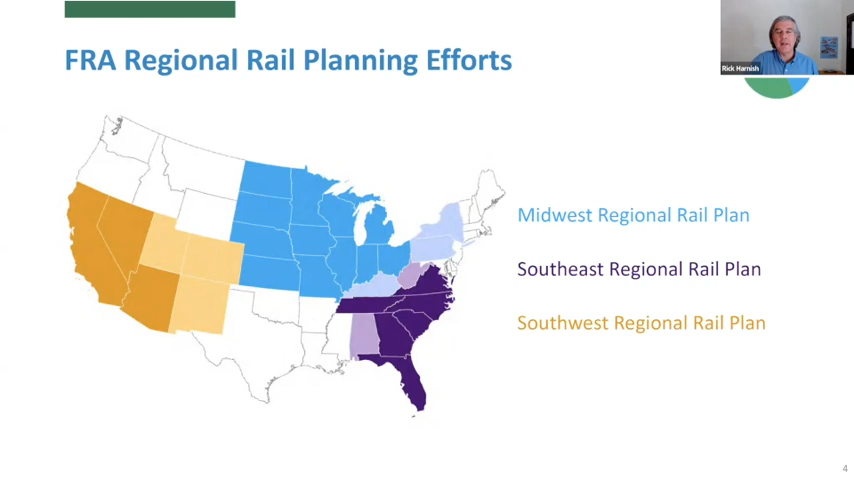 FRA Regional Rail Planning Efforts
Rick Harnish
Midwest Regional Rail Plan
Southeast Regional Rail Plan
Southwest Regional Rail Plan
4